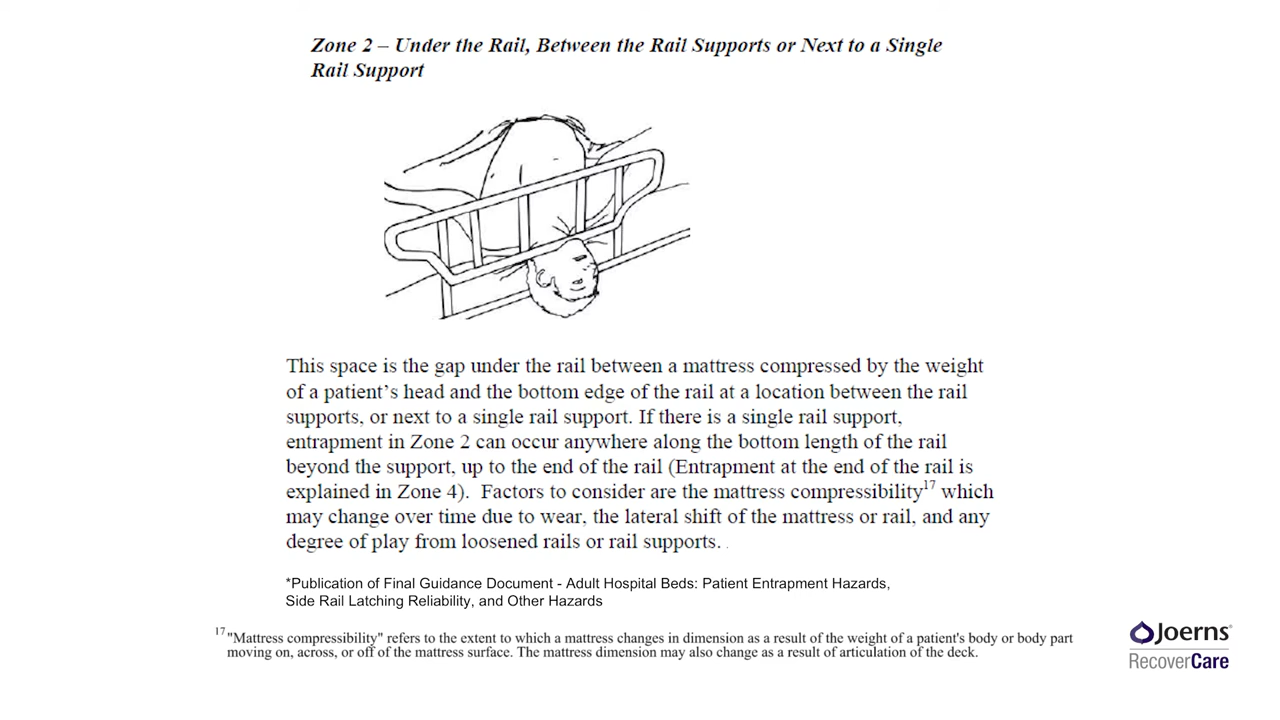 Zone 2 – Under the Rail, Between the Rail Supports or Next to a Single
Rail Support
This space is the gap under the rail between a mattress compressed by the weight
of a patient's head and the bottom edge of the rail at a location between the rail
supports, or next to a single rail support. If there is a single rail support,
entrapment in Zone 2 can occur anywhere along the bottom length of the rail
beyond the support, up to the end of the rail (Entrapment at the end of the rail is
explained in Zone 4). Factors to consider are the mattress compressibility17 which
may change over time due to wear, the lateral shift of the mattress or rail, and any
degree of play from loosened rails or rail supports.
*Publication of Final Guidance Document - Adult Hospital Beds: Patient Entrapment Hazards,
Side Rail Latching Reliability, and Other Hazards
17 "Mattress compressibility" refers to the extent to which a mattress changes in dimension as a result of the weight of a patient's body or body part
moving on, across, or off of the mattress surface. The mattress dimension may also change as a result of articulation of the deck.
Joerns®
RecoverCare